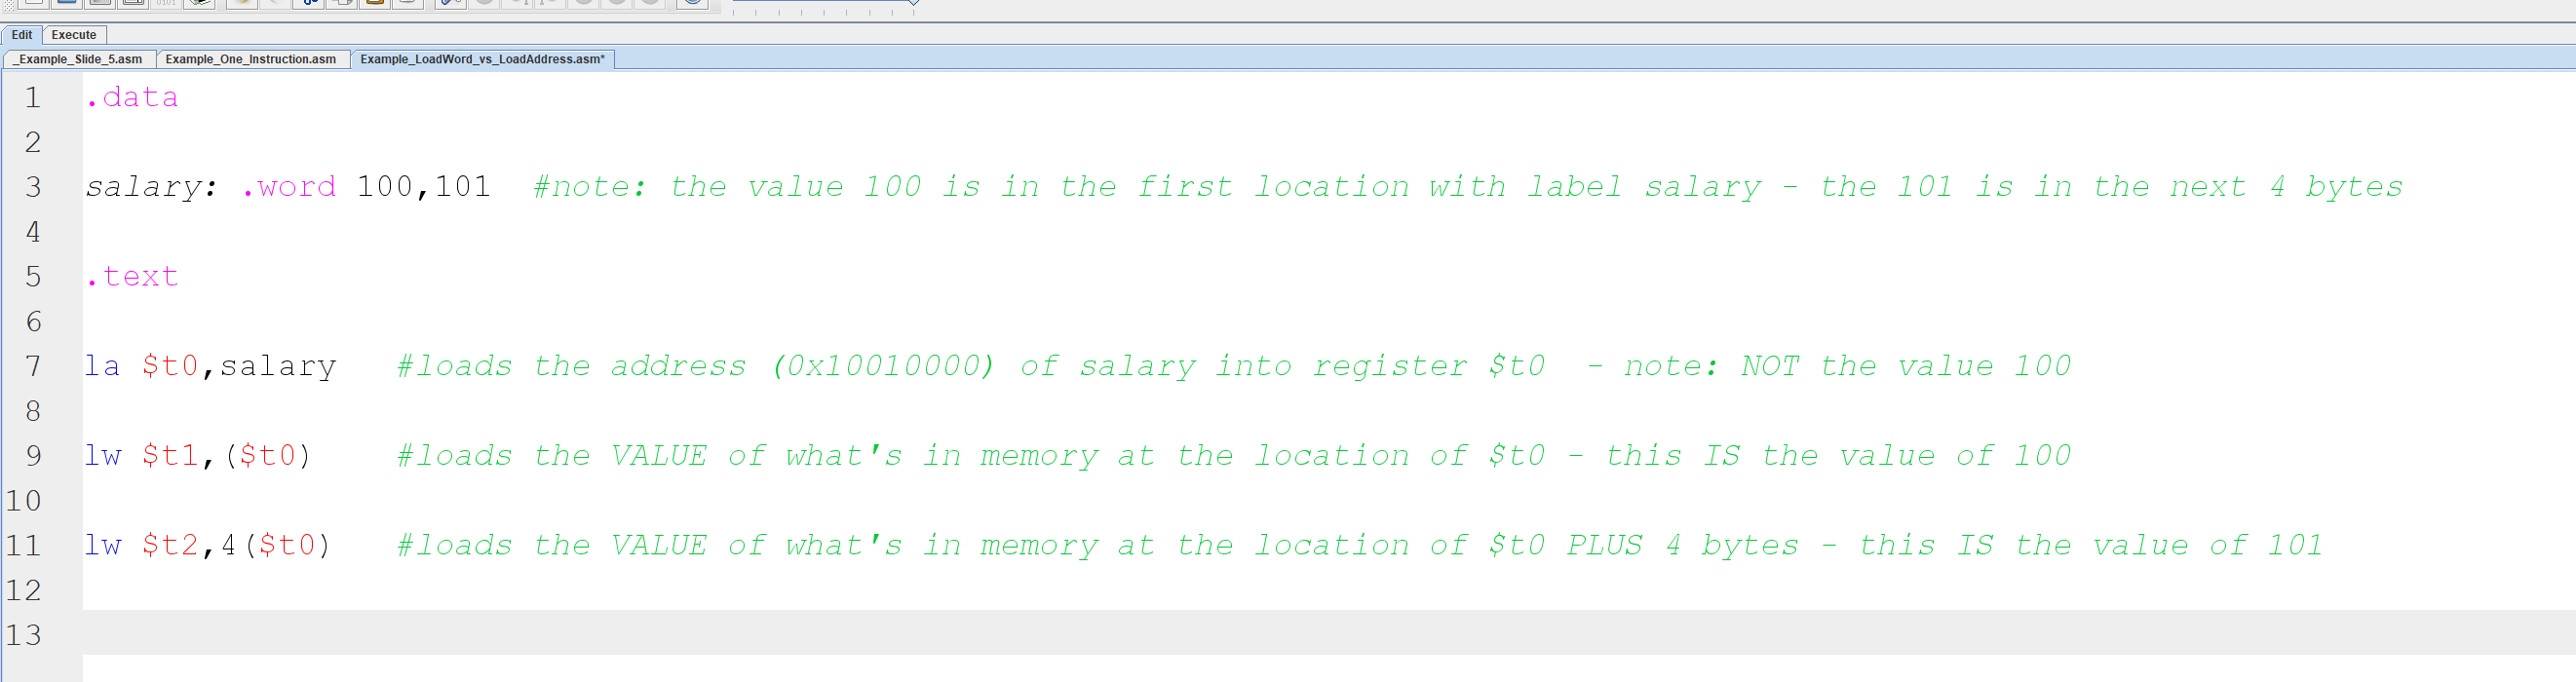 Edit Execute
_Example_Slide_5.asm Example_One_Instruction.asm Example_LoadWord_vs_LoadAddress.asm*
1 .data
2
3 salary: .word 100,101 #note: the value 100 is in the first location with label salary - the 101 is in the next 4 bytes
4
5 .text
6
7 la $t0,salary #loads the address (0x10010000) of salary into register $t0 - note: NOT the value 100
8
9 lw $t1,($t0) #loads the VALUE of what's in memory at the location of $t0 - this IS the value of 100
10
11 lw $t2,4($t0) #loads the VALUE of what's in memory at the location of $t0 PLUS 4 bytes - this IS the value of 101
12
13